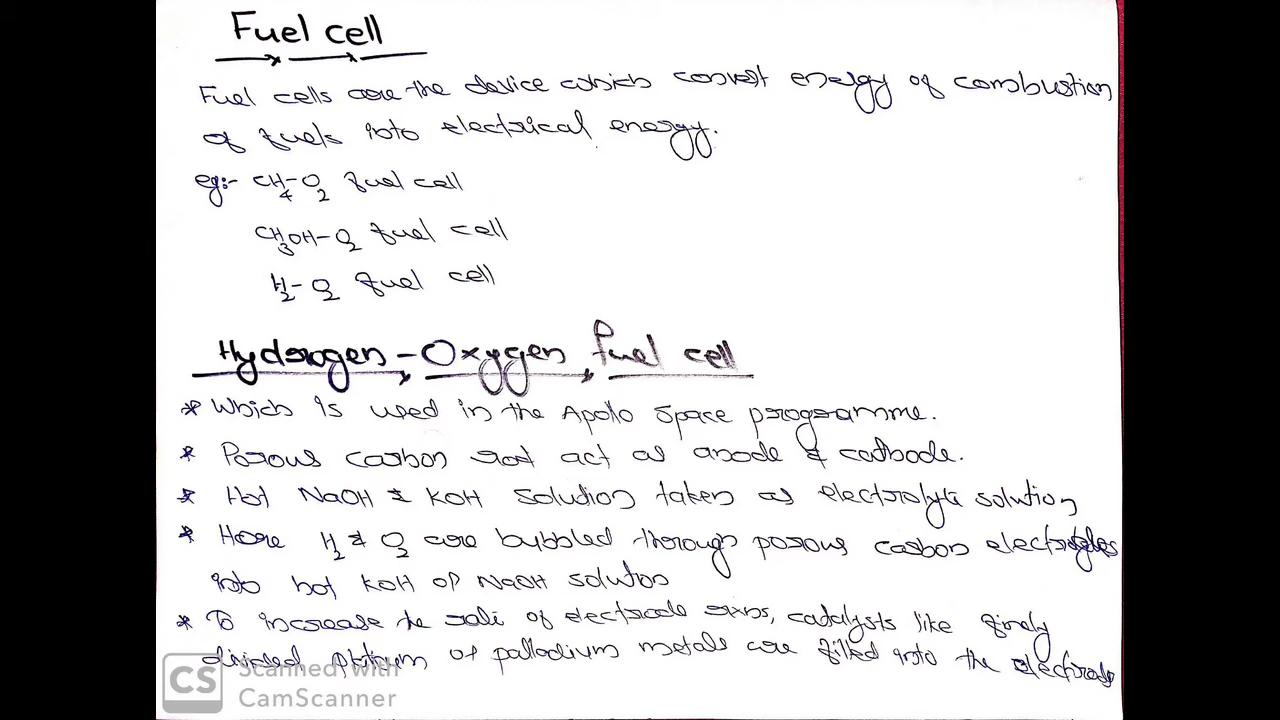 Fuel cell
Fuel cells are the device which convert energy of combustion
of fuels into electrical energy.
eg:- CH₄-O₂ fuel cell
CH₃OH-O₂ fuel cell
H₂-O₂ fuel cell
Hydrogen-Oxygen fuel cell
* Which is used in the Apollo Space programme.
* Porous carbon rod act as anode & cathode.
* Hot NaOH & KOH solution taken as electrolyte solution
* Here H₂ & O₂ are bubbled through porous carbon electrodes
into hot KOH or NaOH solution
* To increase the rate of electrode rxns, catalysts like finely
divided platinum or palladium metals are filled into the electrode
CS Scanned with
CamScanner